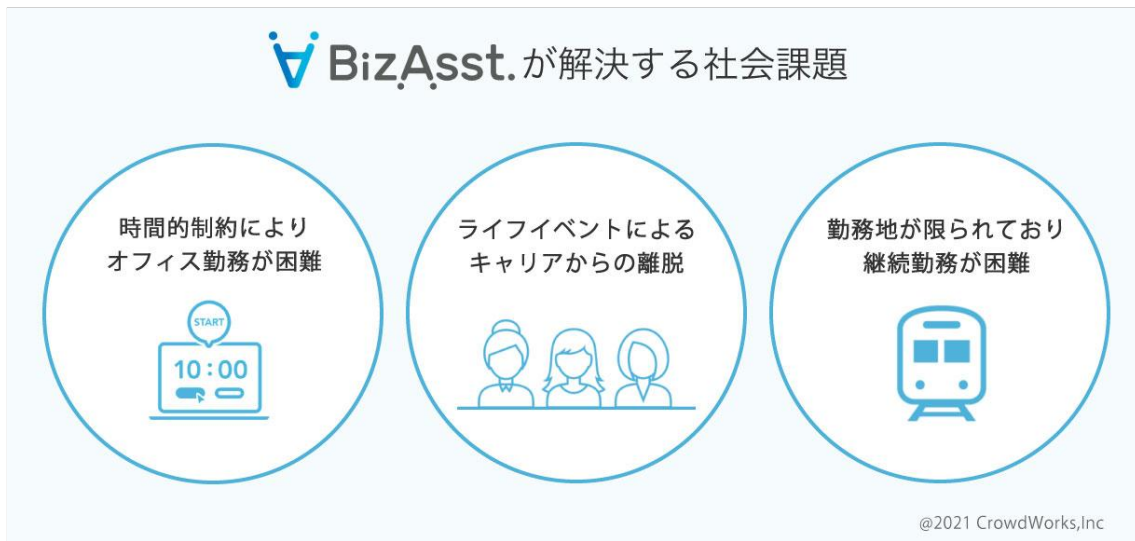 BizAsst.が解決する社会課題
時間的制約により
オフィス勤務が困難
START
10:00
ライフイベントによる
キャリアからの離脱
勤務地が限られており
継続勤務が困難
@2021 CrowdWorks,Inc